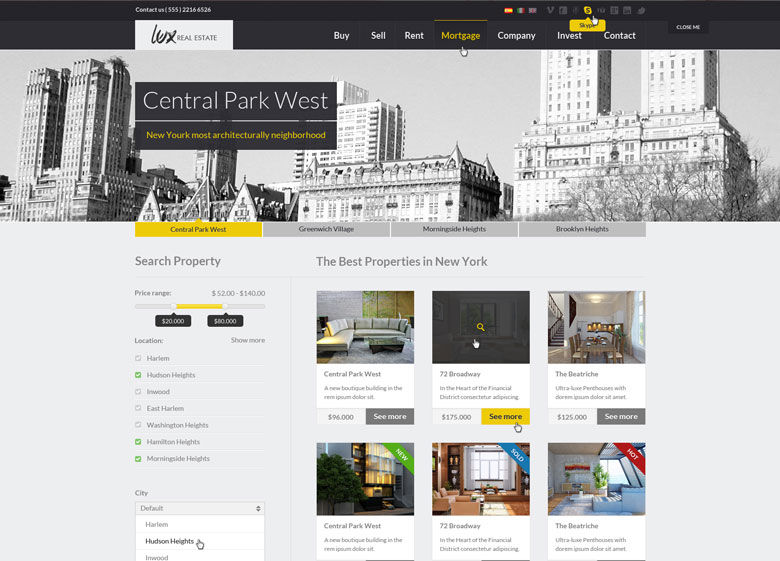 Contact us ( 555 ) 2216 6526
Skype
CLOSE ME
lux REAL ESTATE
Buy Sell Rent Mortgage Company Invest Contact
Central Park West
New Yourk most architecturally neighborhood
Central Park West Greenwich Village Morningside Heights Brooklyn Heights
Search Property
The Best Properties in New York
Price range: $ 52.00 - $140.00
$20.000 $80.000
Location: Show more
Harlem
Hudson Heights
Inwood
East Harlem
Washington Heights
Hamilton Heights
Morningside Heights
City
Default
Harlem
Hudson Heights
Inwood
Central Park West
A new boutique building in the
rem ipsum dolor sit.
$96.000 See more
72 Broadway
In the Heart of the Financial
District consectetur adipiscing.
$175.000 See more
The Beatriche
Ultra-luxe Penthouses with
dorem ipsum dolor sit amet.
$125.000 See more
NEW
Central Park West
A new boutique building in the
rem ipsum dolor sit.
SOLD
72 Broadway
In the Heart of the Financial
District consectetur adipiscing.
HOT
The Beatriche
Ultra-luxe Penthouses with
dorem ipsum dolor sit amet.